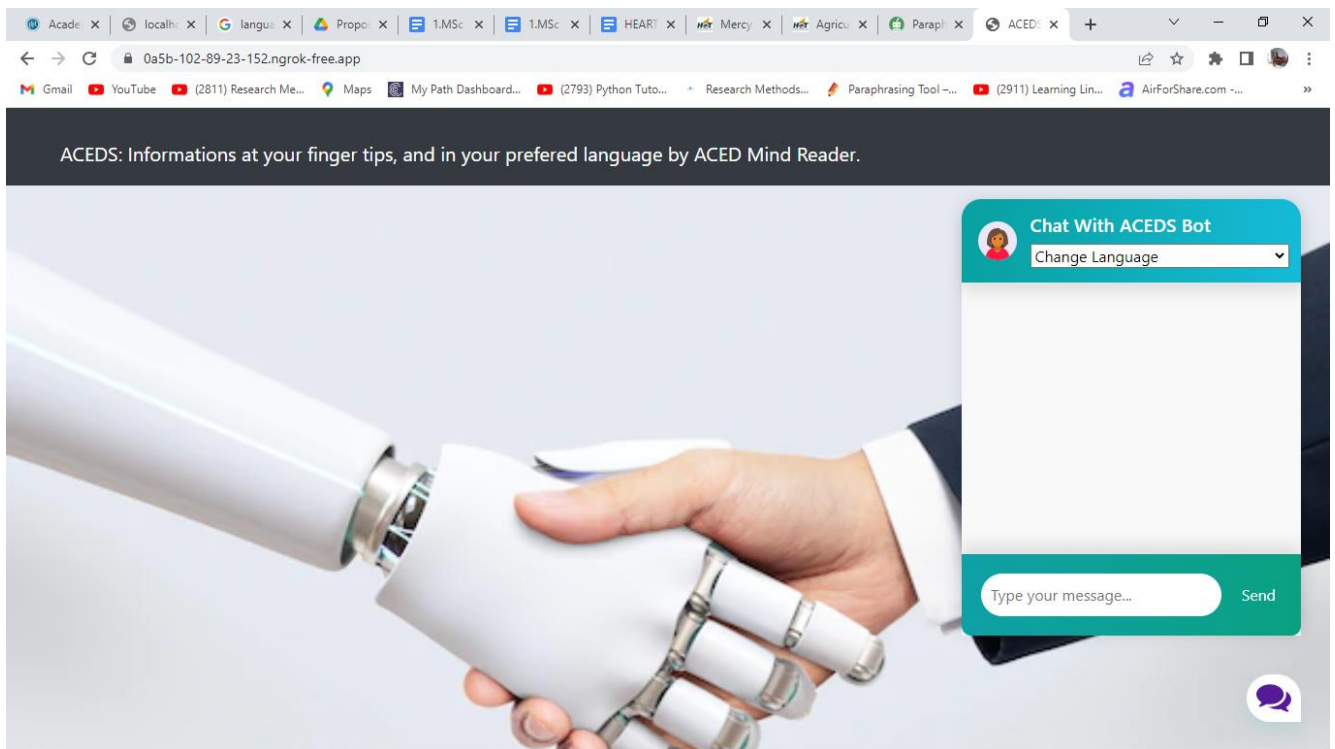 Acade
localho
langua
Propo
1.MSc
1.MSc
HEART
Mercy
Agricu
Paraph
ACEDS
0a5b-102-89-23-152.ngrok-free.app
Gmail
YouTube
(2811) Research Me...
Maps
My Path Dashboard...
(2793) Python Tuto...
Research Methods...
Paraphrasing Tool –...
(2911) Learning Lin...
AirForShare.com -...
ACEDS: Informations at your finger tips, and in your prefered language by ACED Mind Reader.
Chat With ACEDS Bot
Change Language
Type your message...
Send